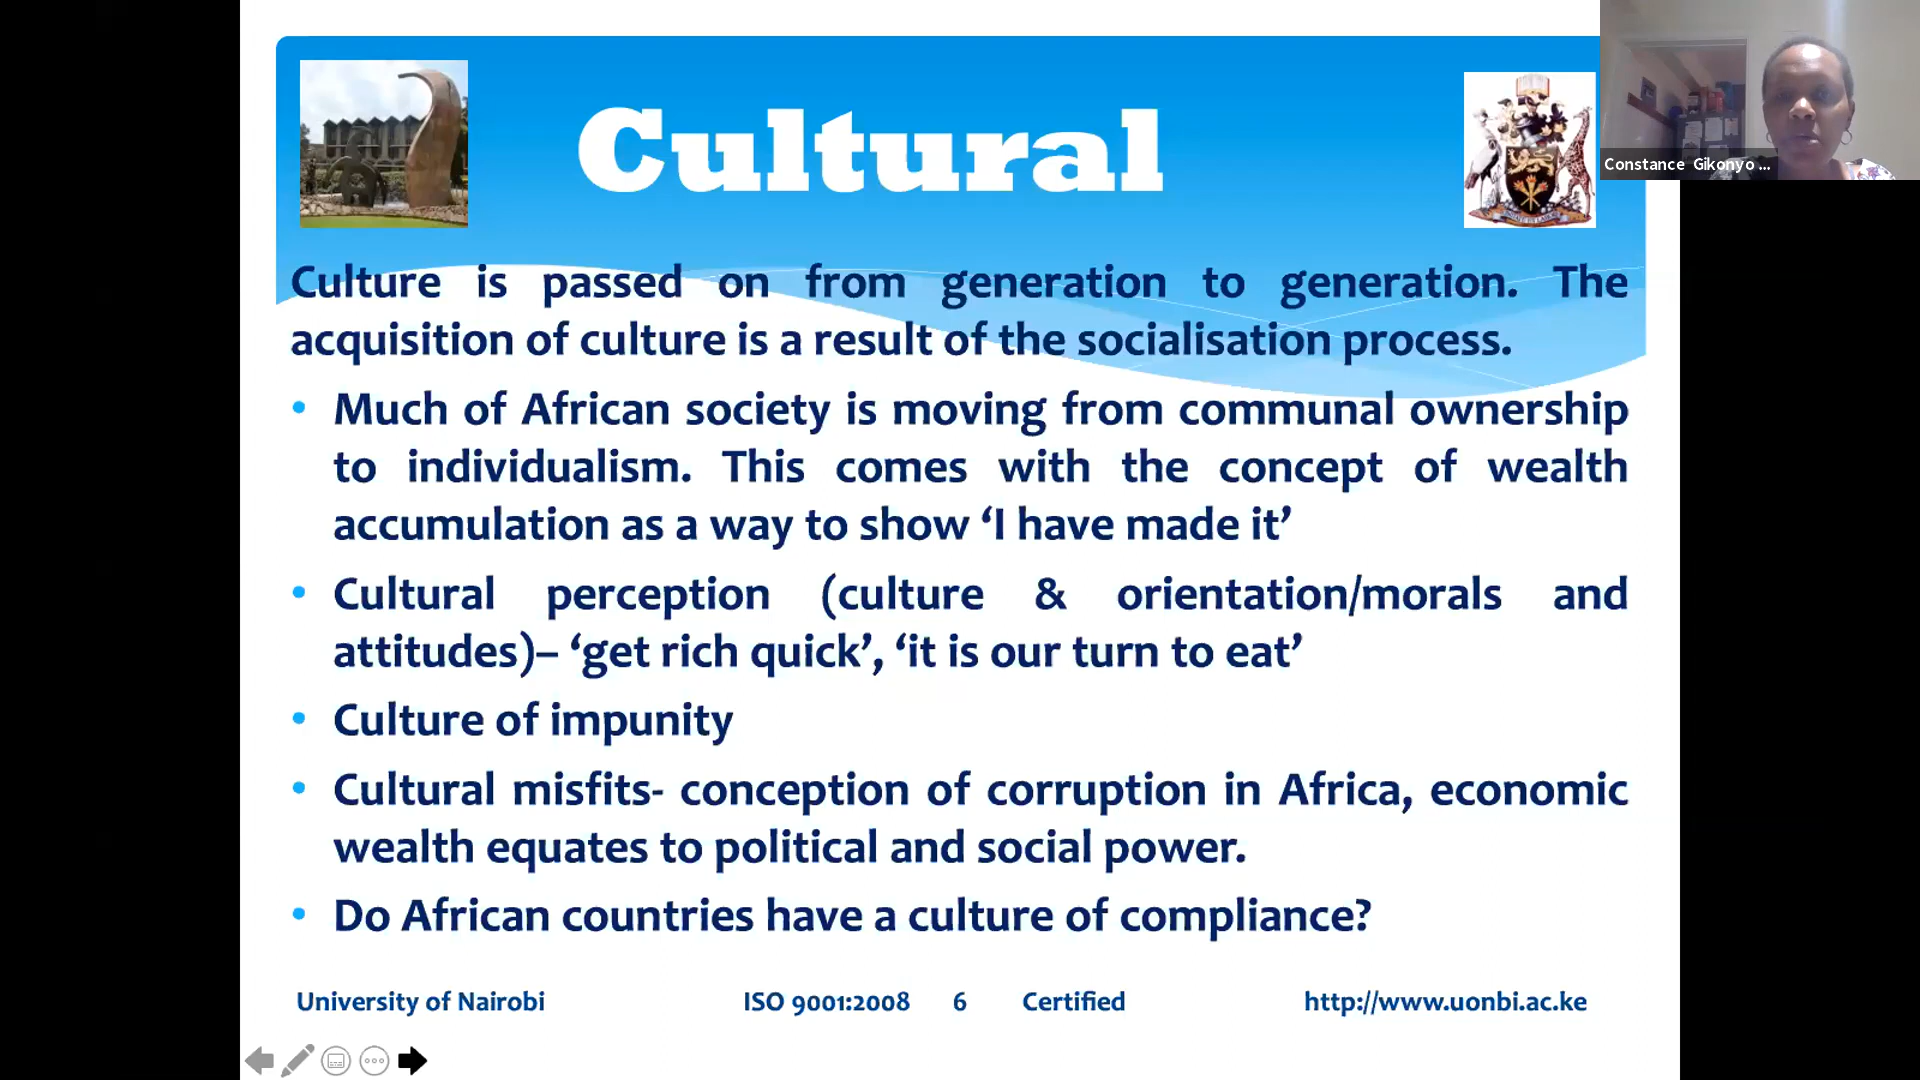 Cultural
Constance Gikonyo ...
Culture is passed on from generation to generation. The
acquisition of culture is a result of the socialisation process.
• Much of African society is moving from communal ownership
to individualism. This comes with the concept of wealth
accumulation as a way to show ‘I have made it’
• Cultural perception (culture & orientation/morals and
attitudes)– ‘get rich quick’, ‘it is our turn to eat’
• Culture of impunity
• Cultural misfits- conception of corruption in Africa, economic
wealth equates to political and social power.
• Do African countries have a culture of compliance?
University of Nairobi ISO 9001:2008 6 Certified http://www.uonbi.ac.ke